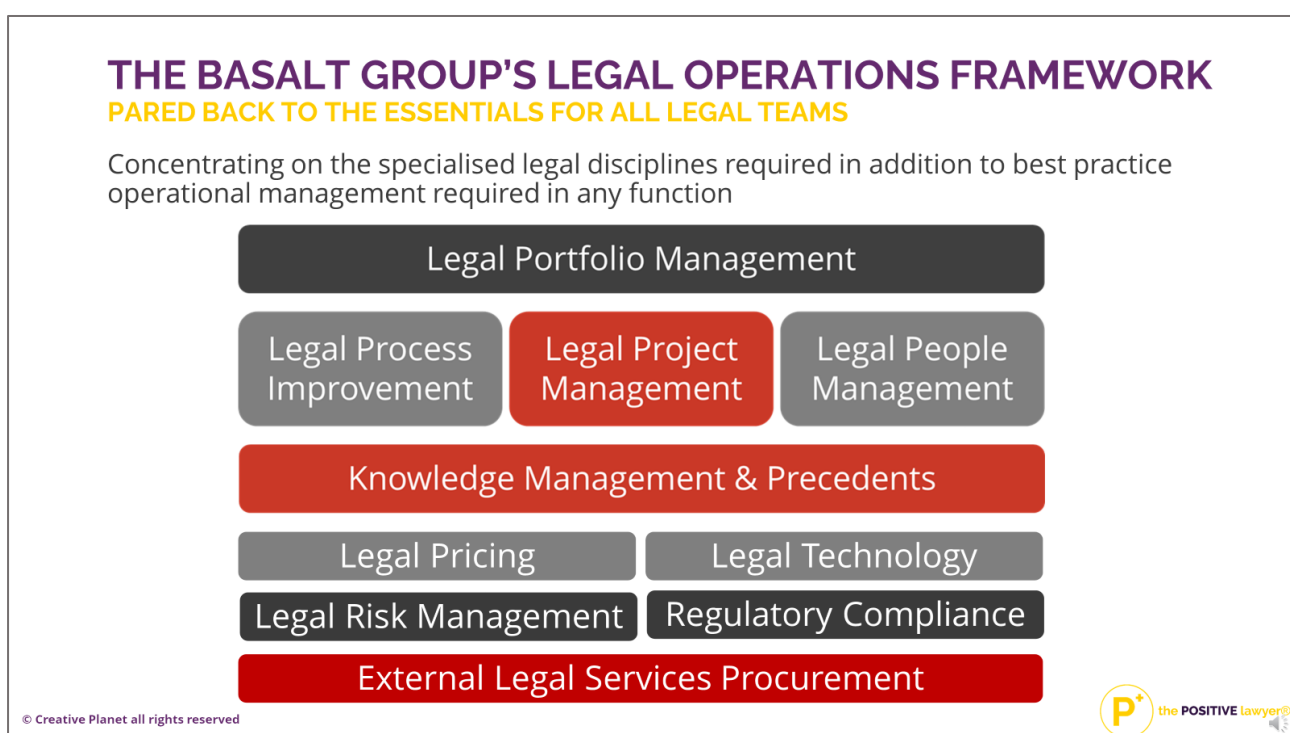 THE BASALT GROUP’S LEGAL OPERATIONS FRAMEWORK
PARED BACK TO THE ESSENTIALS FOR ALL LEGAL TEAMS
Concentrating on the specialised legal disciplines required in addition to best practice
operational management required in any function
Legal Portfolio Management
Legal Process
Improvement
Legal Project
Management
Legal People
Management
Knowledge Management & Precedents
Legal Pricing
Legal Technology
Legal Risk Management
Regulatory Compliance
External Legal Services Procurement
© Creative Planet all rights reserved
P+
the POSITIVE lawyer®